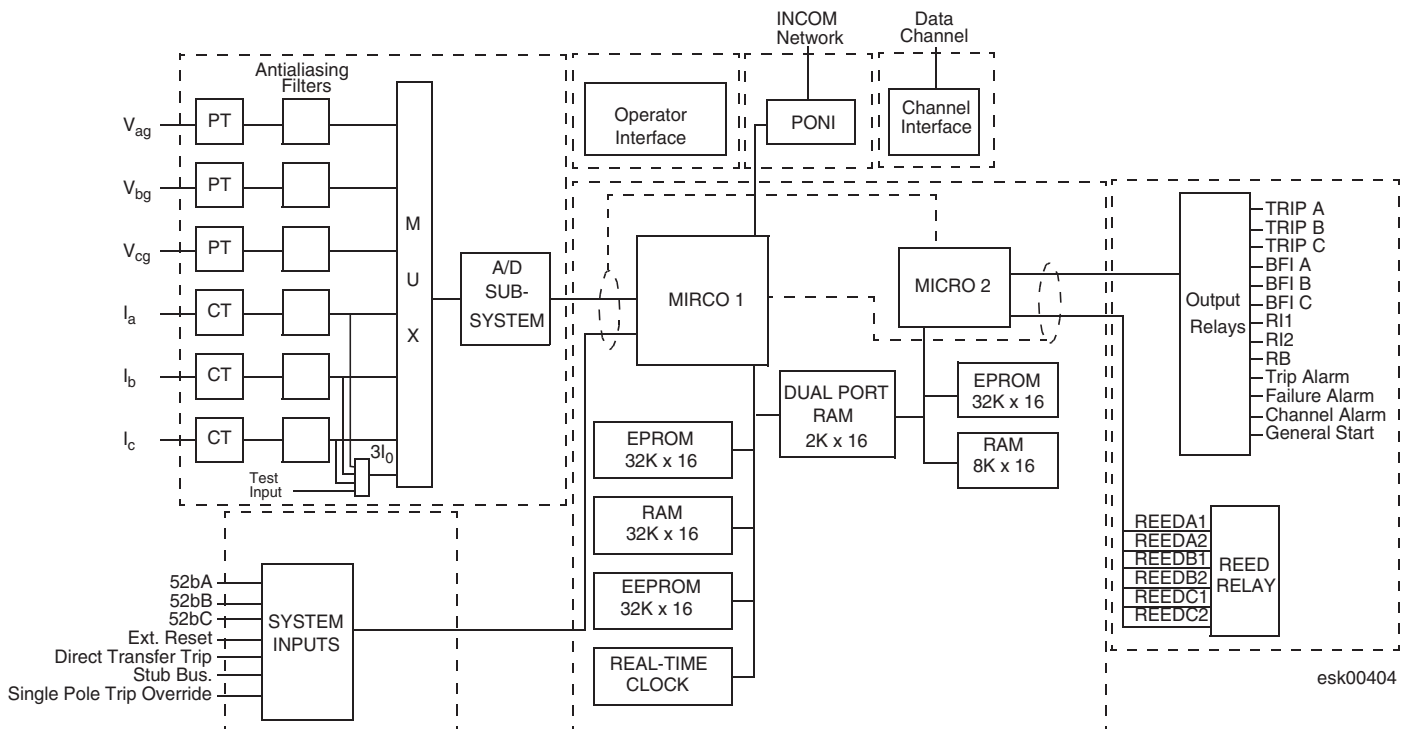 INCOM
Network
Data
Channel
Antialiasing
Filters
Vag
PT
Vbg
PT
Vcg
PT
Ia
CT
Ib
CT
Ic
CT
3I0
Test
Input
M
U
X
A/D
SUB-
SYSTEM
Operator
Interface
PONI
Channel
Interface
MIRCO 1
MICRO 2
DUAL PORT
RAM
2K x 16
EPROM
32K x 16
RAM
8K x 16
EPROM
32K x 16
RAM
32K x 16
EEPROM
32K x 16
REAL-TIME
CLOCK
Output
Relays
TRIP A
TRIP B
TRIP C
BFI A
BFI B
BFI C
RI1
RI2
RB
Trip Alarm
Failure Alarm
Channel Alarm
General Start
REEDA1
REEDA2
REEDB1
REEDB2
REEDC1
REEDC2
REED
RELAY
52bA
52bB
52bC
Ext. Reset
Direct Transfer Trip
Stub Bus.
Single Pole Trip Override
SYSTEM
INPUTS
esk00404